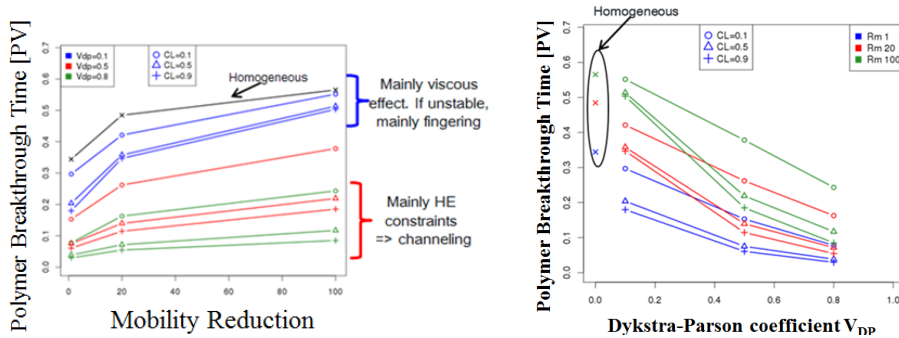 Polymer Breakthrough Time [PV]
0.7
0.6
0.5
0.4
0.3
0.2
0.1
0.0
Vdp=0.1
Vdp=0.5
Vdp=0.8
CL=0.1
CL=0.5
CL=0.9
Homogeneous
0 20 40 60 80 100
Mobility Reduction
Mainly viscous
effect. If unstable,
mainly fingering
Mainly HE
constraints
=> channeling
Homogeneous
Polymer Breakthrough Time [PV]
0.7
0.6
0.5
0.4
0.3
0.2
0.1
0.0
CL=0.1
CL=0.5
CL=0.9
Rm 1
Rm 20
Rm 100
0.0 0.2 0.4 0.6 0.8 1.0
Dykstra-Parson coefficient VDP